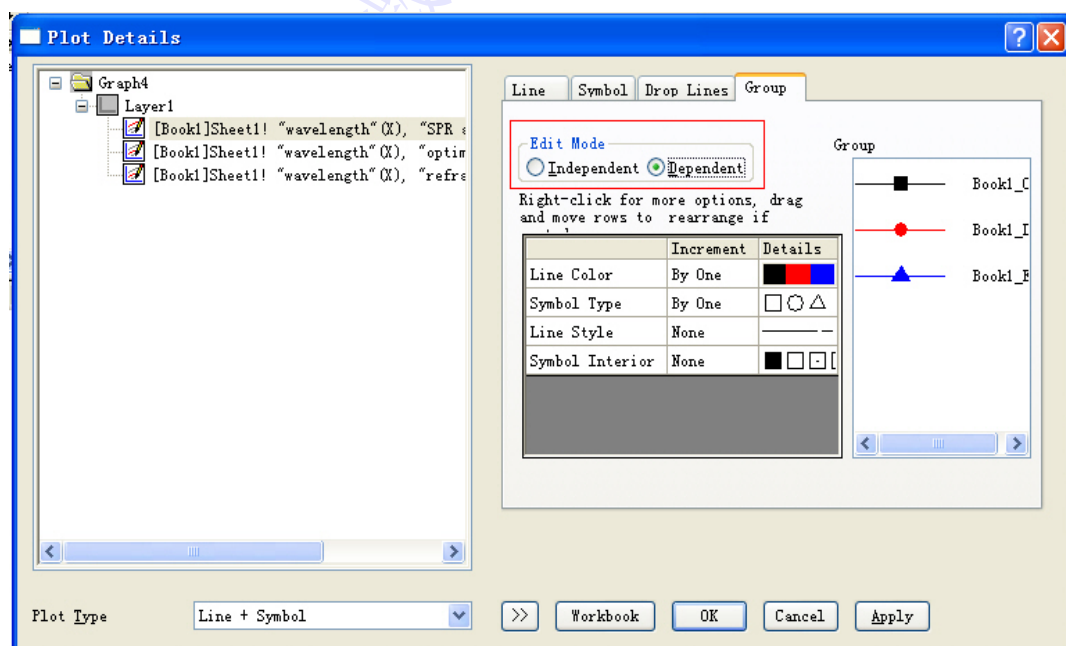 Plot Details
Graph4
Layer1
[Book1]Sheet1! "wavelength"(X), "SPR
[Book1]Sheet1! "wavelength"(X), "optim
[Book1]Sheet1! "wavelength"(X), "refre
Line Symbol Drop Lines Group
Edit Mode
Independent Dependent
Right-click for more options, drag
and move rows to rearrange if
Increment Details
Line Color By One
Symbol Type By One
Line Style None
Symbol Interior None
Group
Book1_C
Book1_D
Book1_E
Plot Type Line + Symbol
>> Workbook OK Cancel Apply